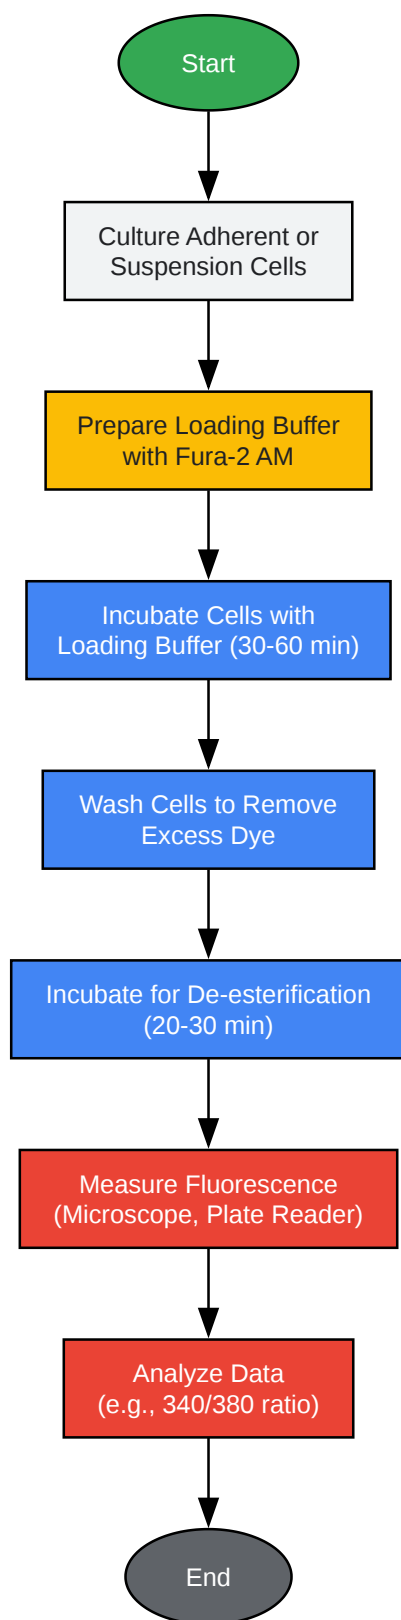 Start
Culture Adherent or
Suspension Cells
Prepare Loading Buffer
with Fura-2 AM
Incubate Cells with
Loading Buffer (30-60 min)
Wash Cells to Remove
Excess Dye
Incubate for De-esterification
(20-30 min)
Measure Fluorescence
(Microscope, Plate Reader)
Analyze Data
(e.g., 340/380 ratio)
End